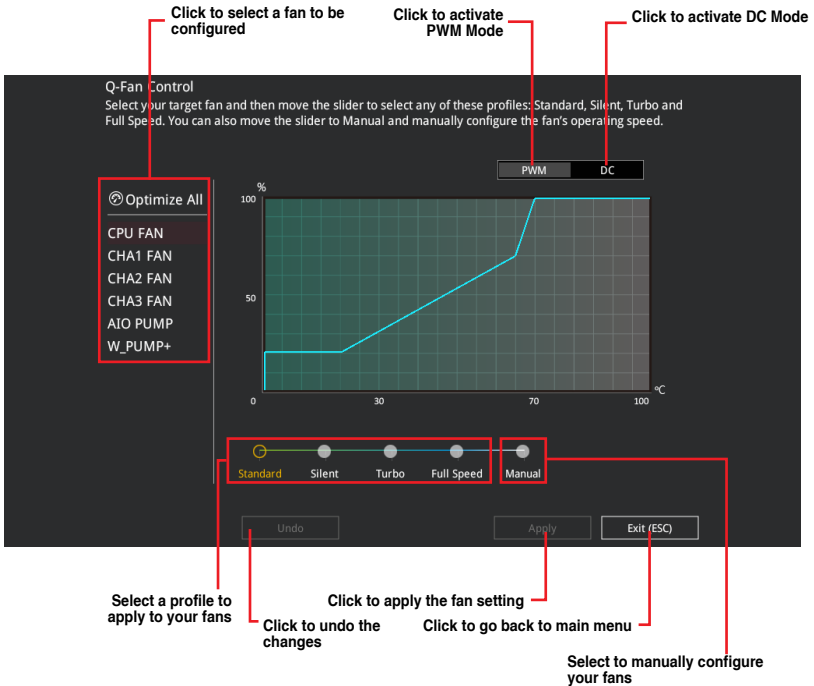 Click to select a fan to be
configured
Click to activate
PWM Mode
Click to activate DC Mode
Q-Fan Control
Select your target fan and then move the slider to select any of these profiles: Standard, Silent, Turbo and
Full Speed. You can also move the slider to Manual and manually configure the fan's operating speed.
PWM DC
Optimize All
CPU FAN
CHA1 FAN
CHA2 FAN
CHA3 FAN
AIO PUMP
W_PUMP+
%
100
50
0 30 70 100
ºC
Standard Silent Turbo Full Speed Manual
Undo Apply Exit (ESC)
Select a profile to
apply to your fans
Click to undo the
changes
Click to apply the fan setting
Click to go back to main menu
Select to manually configure
your fans